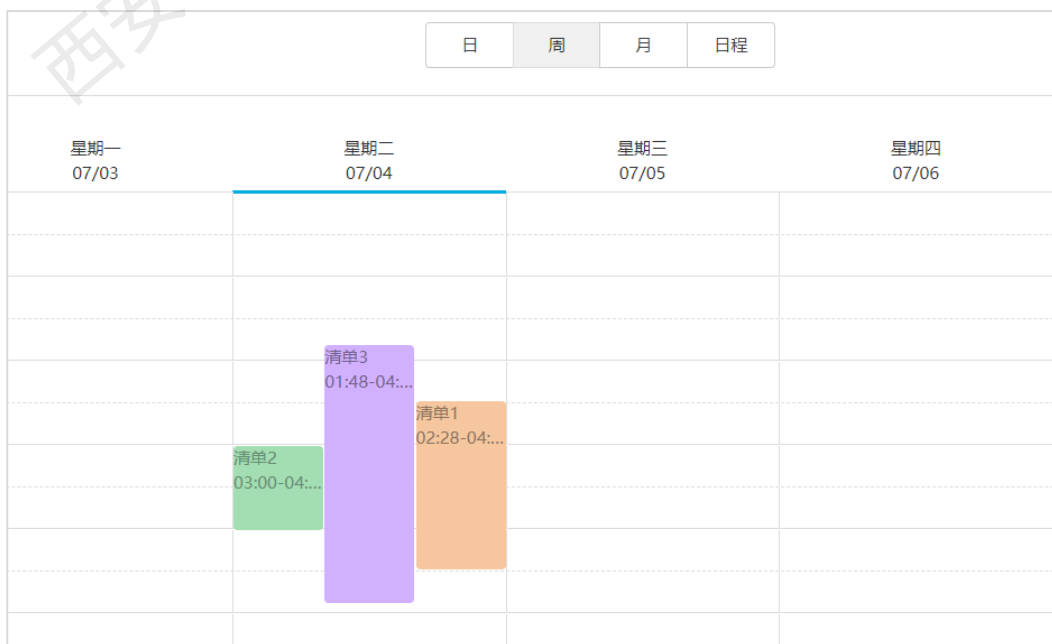 西安
日 周 月 日程
星期一 星期二 星期三 星期四
07/03 07/04 07/05 07/06
清单3
01:48-04:...
清单1
02:28-04:...
清单2
03:00-04:...